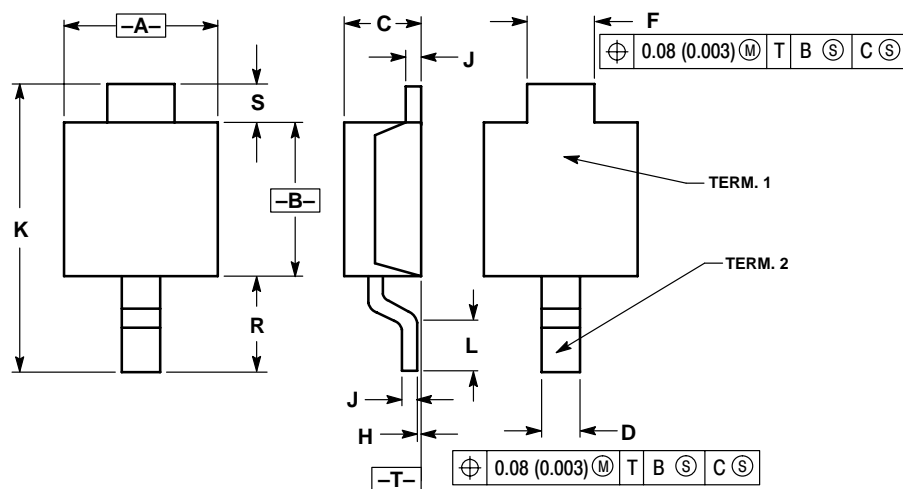 –A–
C
F
⌖ 0.08 (0.003) Ⓜ T B Ⓢ C Ⓢ
J
S
K
–B–
TERM. 1
TERM. 2
R
L
J
H
D
–T–
⌖ 0.08 (0.003) Ⓜ T B Ⓢ C Ⓢ